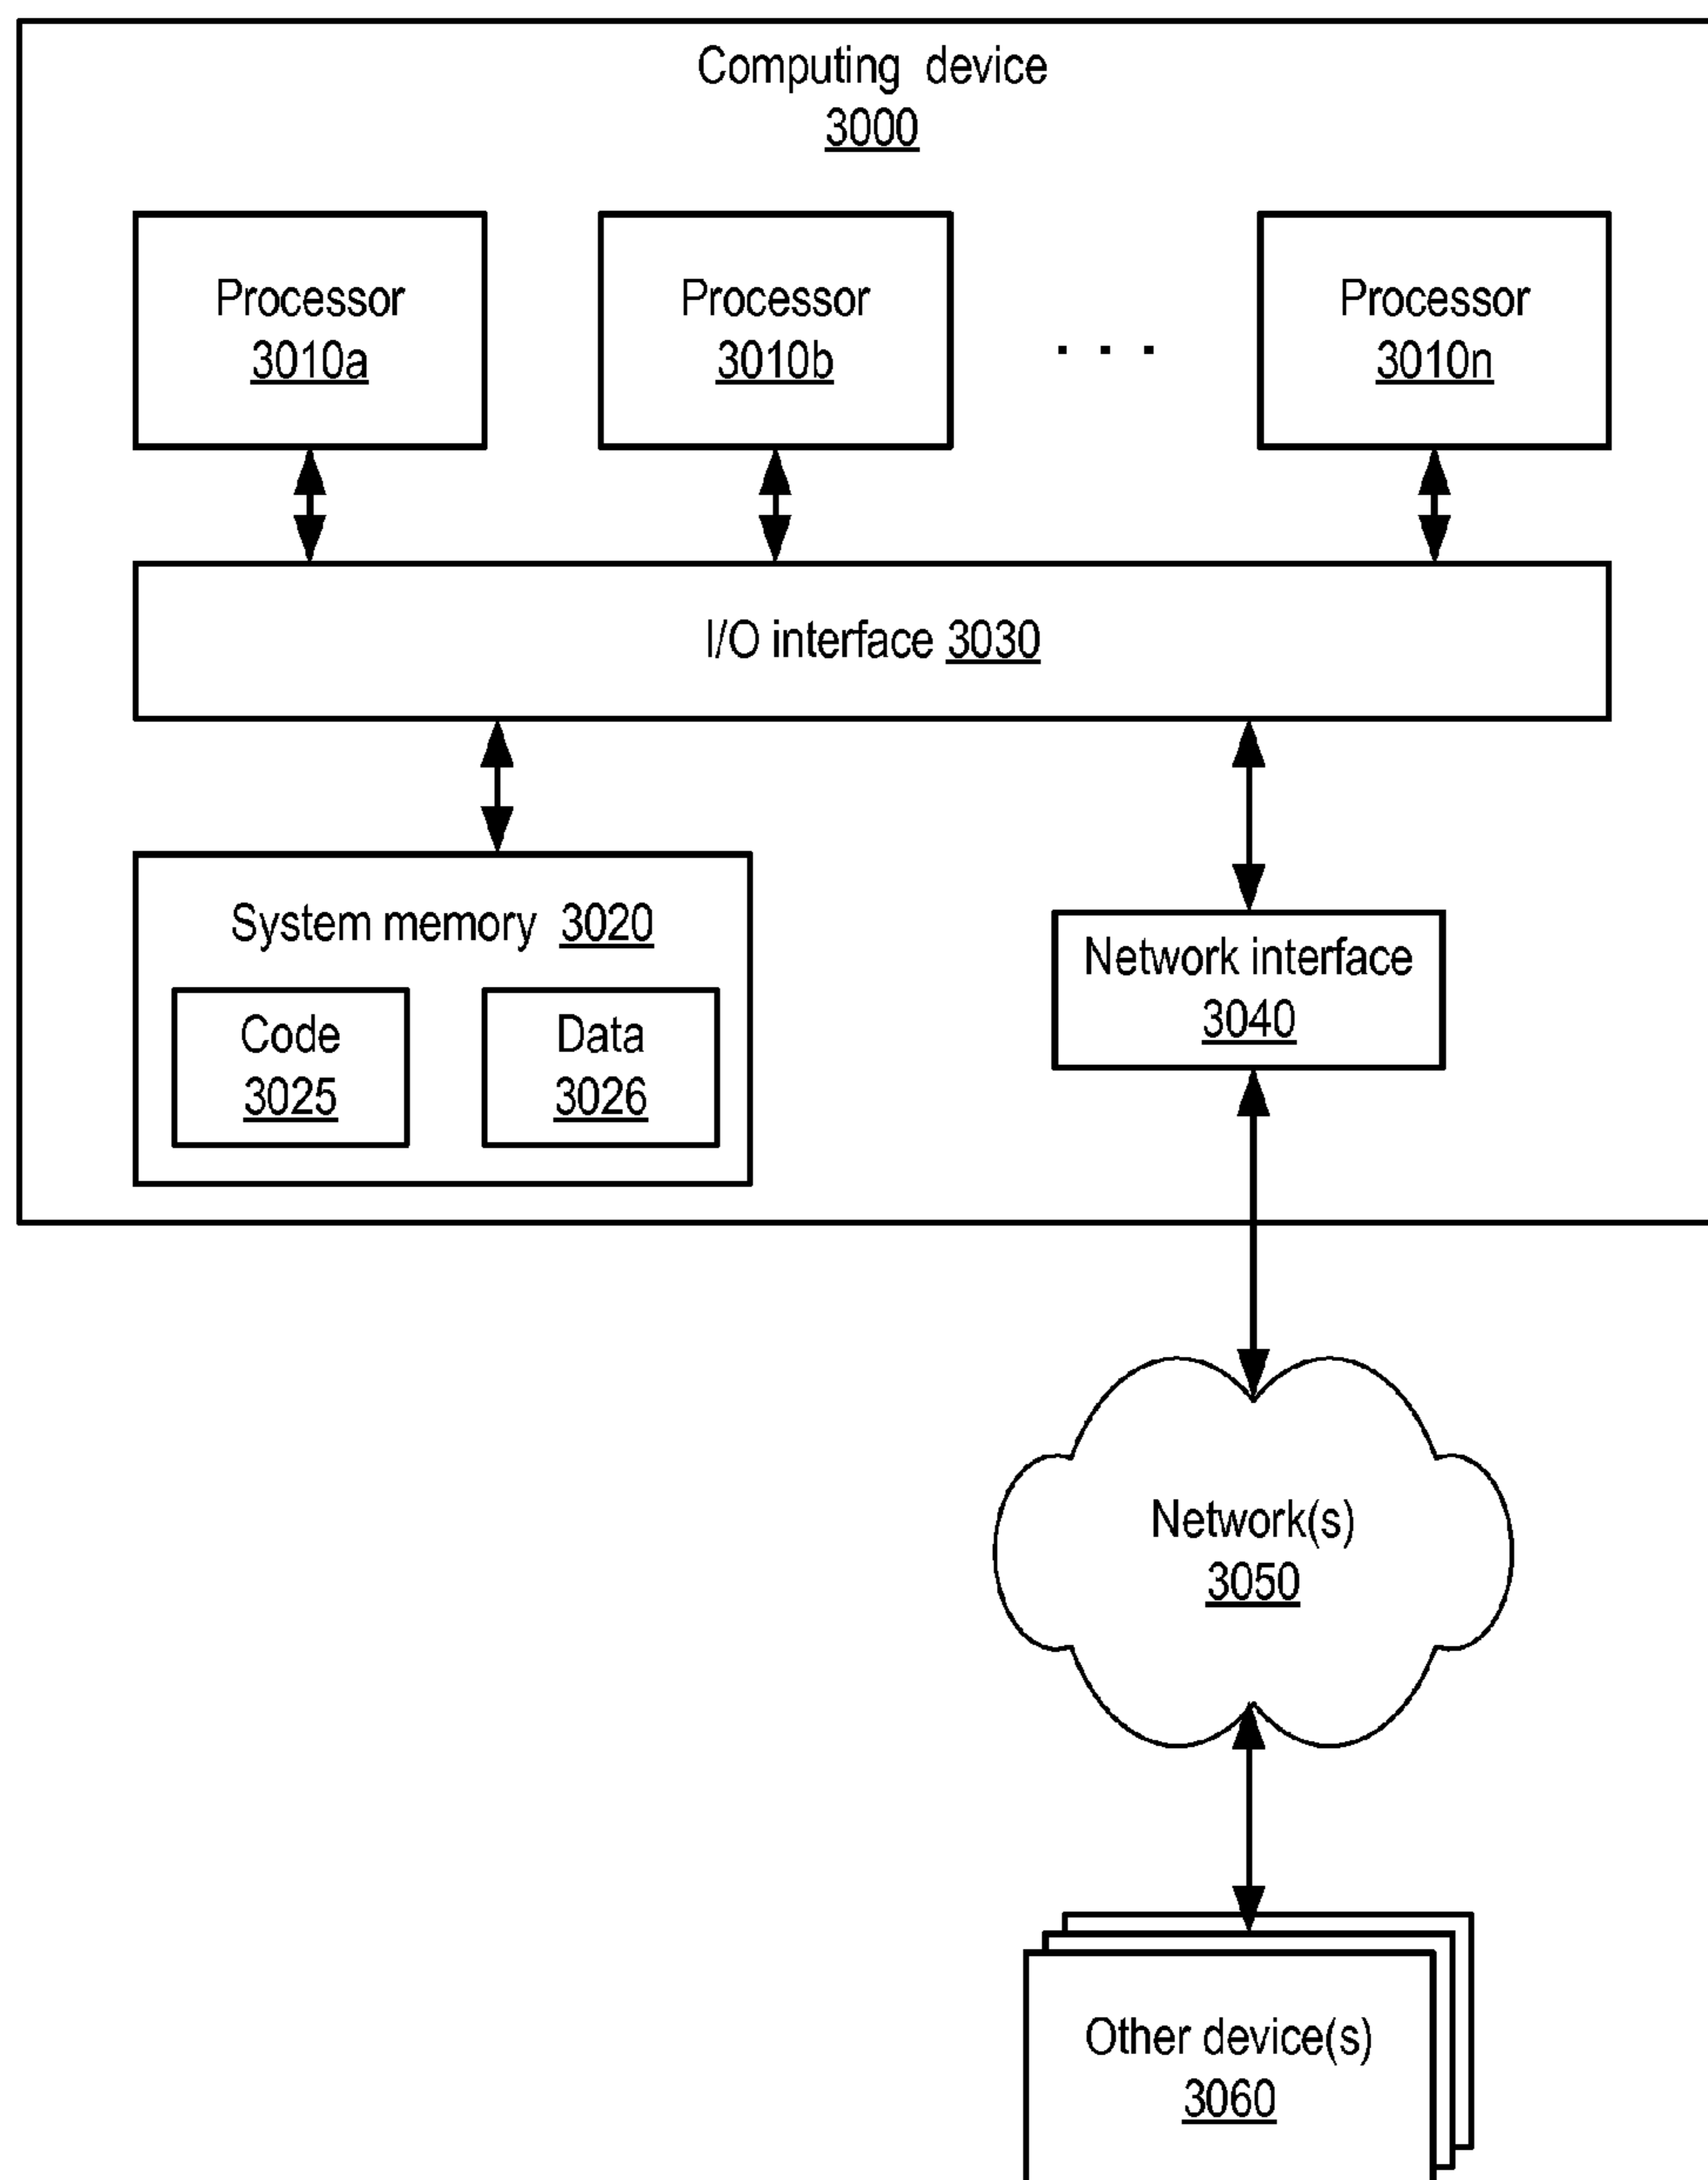 Computing device
3000
Processor
3010a
Processor
3010b
. . .
Processor
3010n
I/O interface 3030
System memory 3020
Code
3025
Data
3026
Network interface
3040
Network(s)
3050
Other device(s)
3060